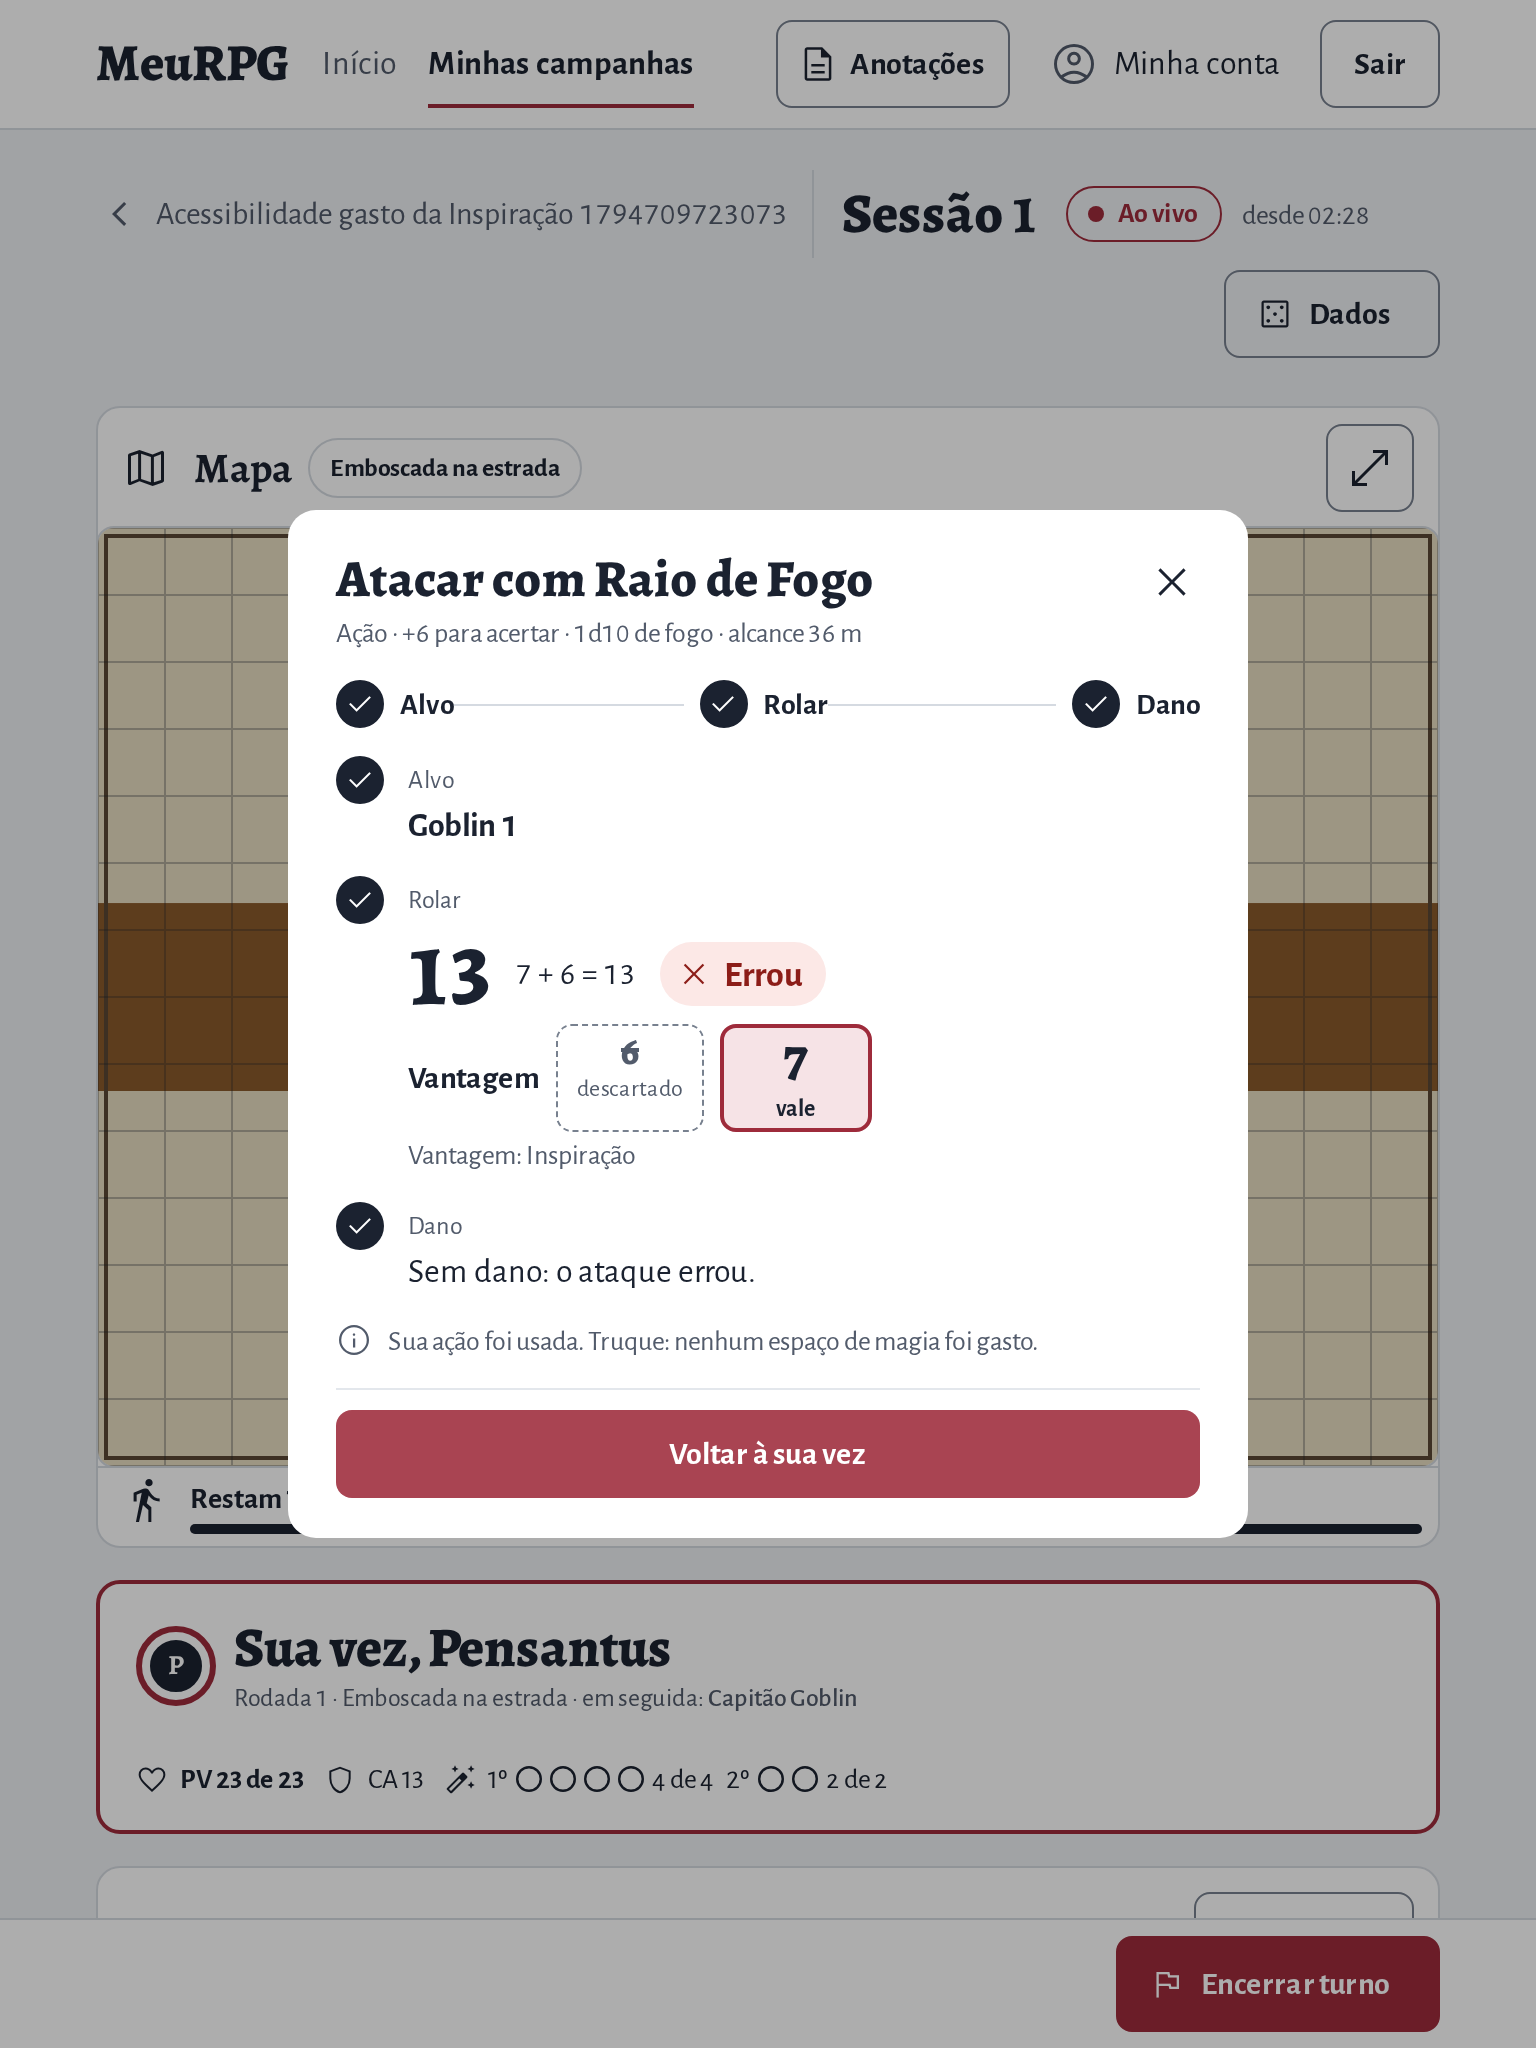 MeuRPG Início Minhas campanhas Anotações Minha conta Sair
Acessibilidade gasto da Inspiração 1794709723073 Sessão 1 Ao vivo desde 02:28
Dados
Mapa Emboscada na estrada
Atacar com Raio de Fogo
Ação · +6 para acertar · 1d10 de fogo · alcance 36 m
Alvo Rolar Dano
Alvo
Goblin 1
Rolar
13 7 + 6 = 13 Errou
Vantagem 6 descartado 7 vale
Vantagem: Inspiração
Dano
Sem dano: o ataque errou.
Sua ação foi usada. Truque: nenhum espaço de magia foi gasto.
Voltar à sua vez
Restam
P Sua vez, Pensantus
Rodada 1 · Emboscada na estrada · em seguida: Capitão Goblin
PV 23 de 23 CA 13 1º 4 de 4 2º 2 de 2
Encerrar turno